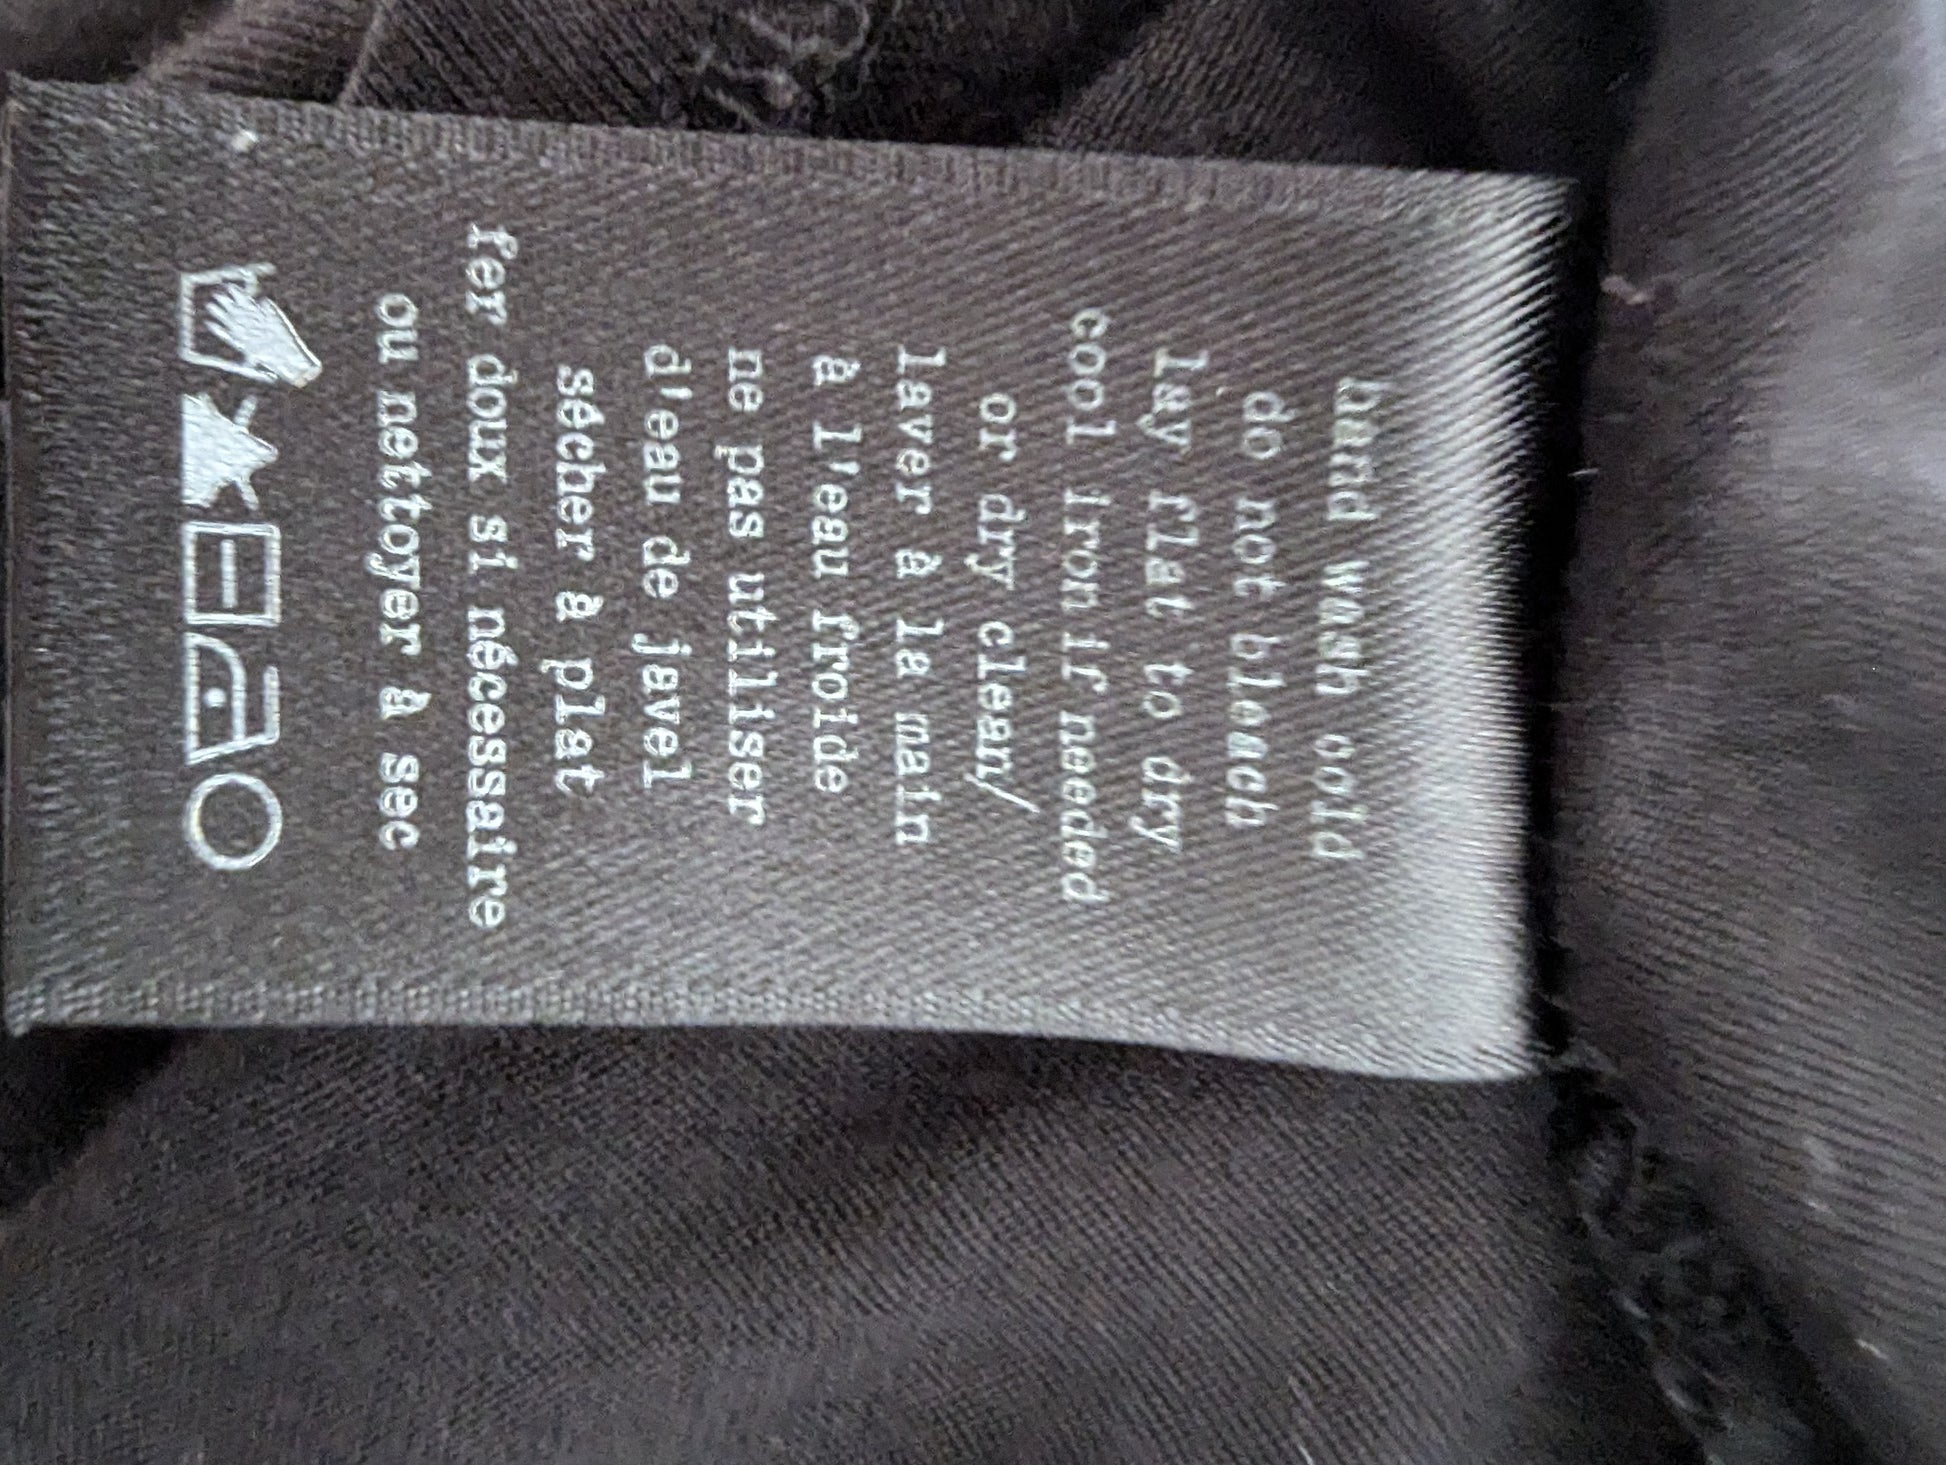 hand wash cold
do not bleach
lay flat to dry
cool iron if needed
or dry clean/
laver à la main
à l'eau froide
ne pas utiliser
d'eau de javel
sécher à plat
fer doux si nécessaire
ou nettoyer à sec